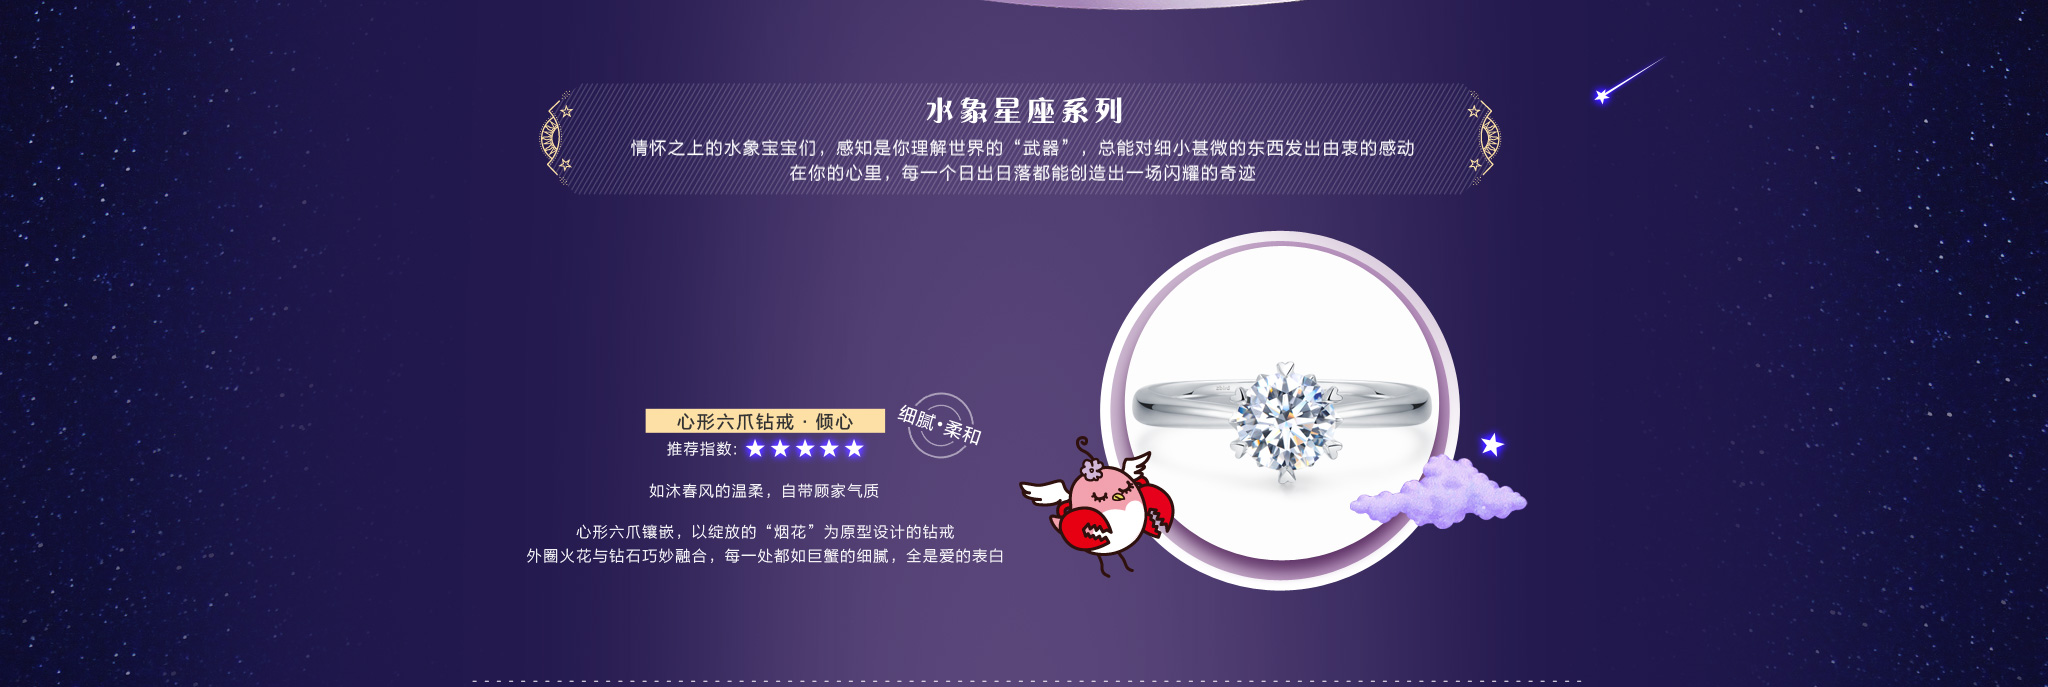 水象星座系列
情怀之上的水象宝宝们，感知是你理解世界的“武器”，总能对细小甚微的东西发出由衷的感动
在你的心里，每一个日出日落都能创造出一场闪耀的奇迹
心形六爪钻戒 · 倾心
细腻·柔和
推荐指数:
如沐春风的温柔，自带顾家气质
心形六爪镶嵌，以绽放的“烟花”为原型设计的钻戒
外圈火花与钻石巧妙融合，每一处都如巨蟹的细腻，全是爱的表白